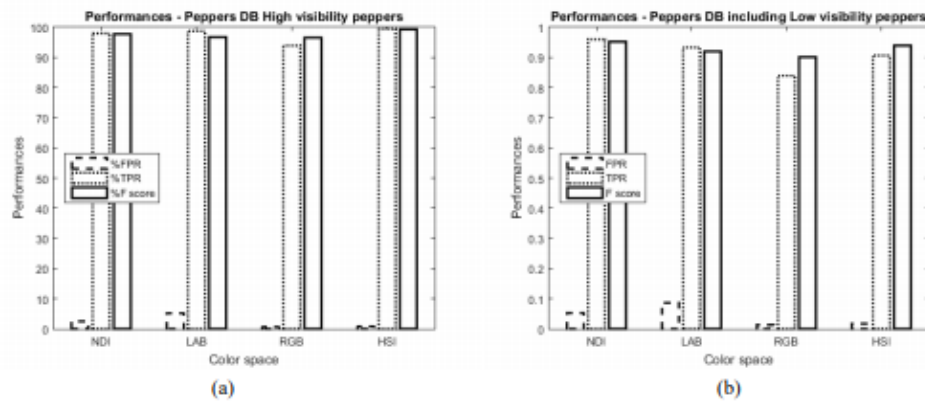 Performances - Peppers DB High visibility peppers
100
90
80
70
60
50
40
30
20
10
0
Performances
%FPR
%TPR
%F score
NDI LAB RGB HSI
Color space
(a)
Performances - Peppers DB including Low visibility peppers
1
0.9
0.8
0.7
0.6
0.5
0.4
0.3
0.2
0.1
0
Performances
FPR
TPR
F score
NDI LAB RGB HSI
Color space
(b)